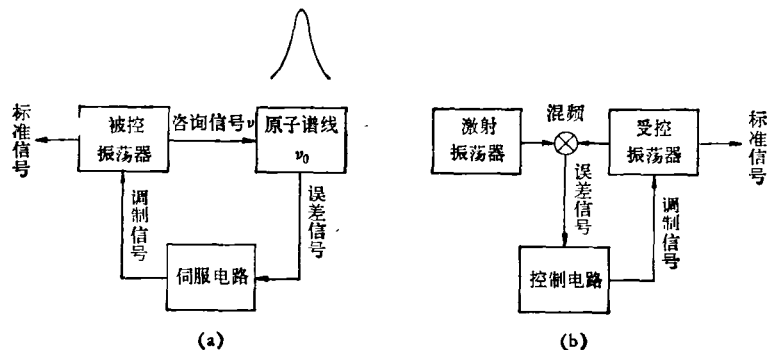 标准信号
被控
振荡器
咨询信号ν
原子谱线
ν₀
调制信号
误差信号
伺服电路
(a)
激射
振荡器
混频
受控
振荡器
标准信号
误差信号
调制信号
控制电路
(b)